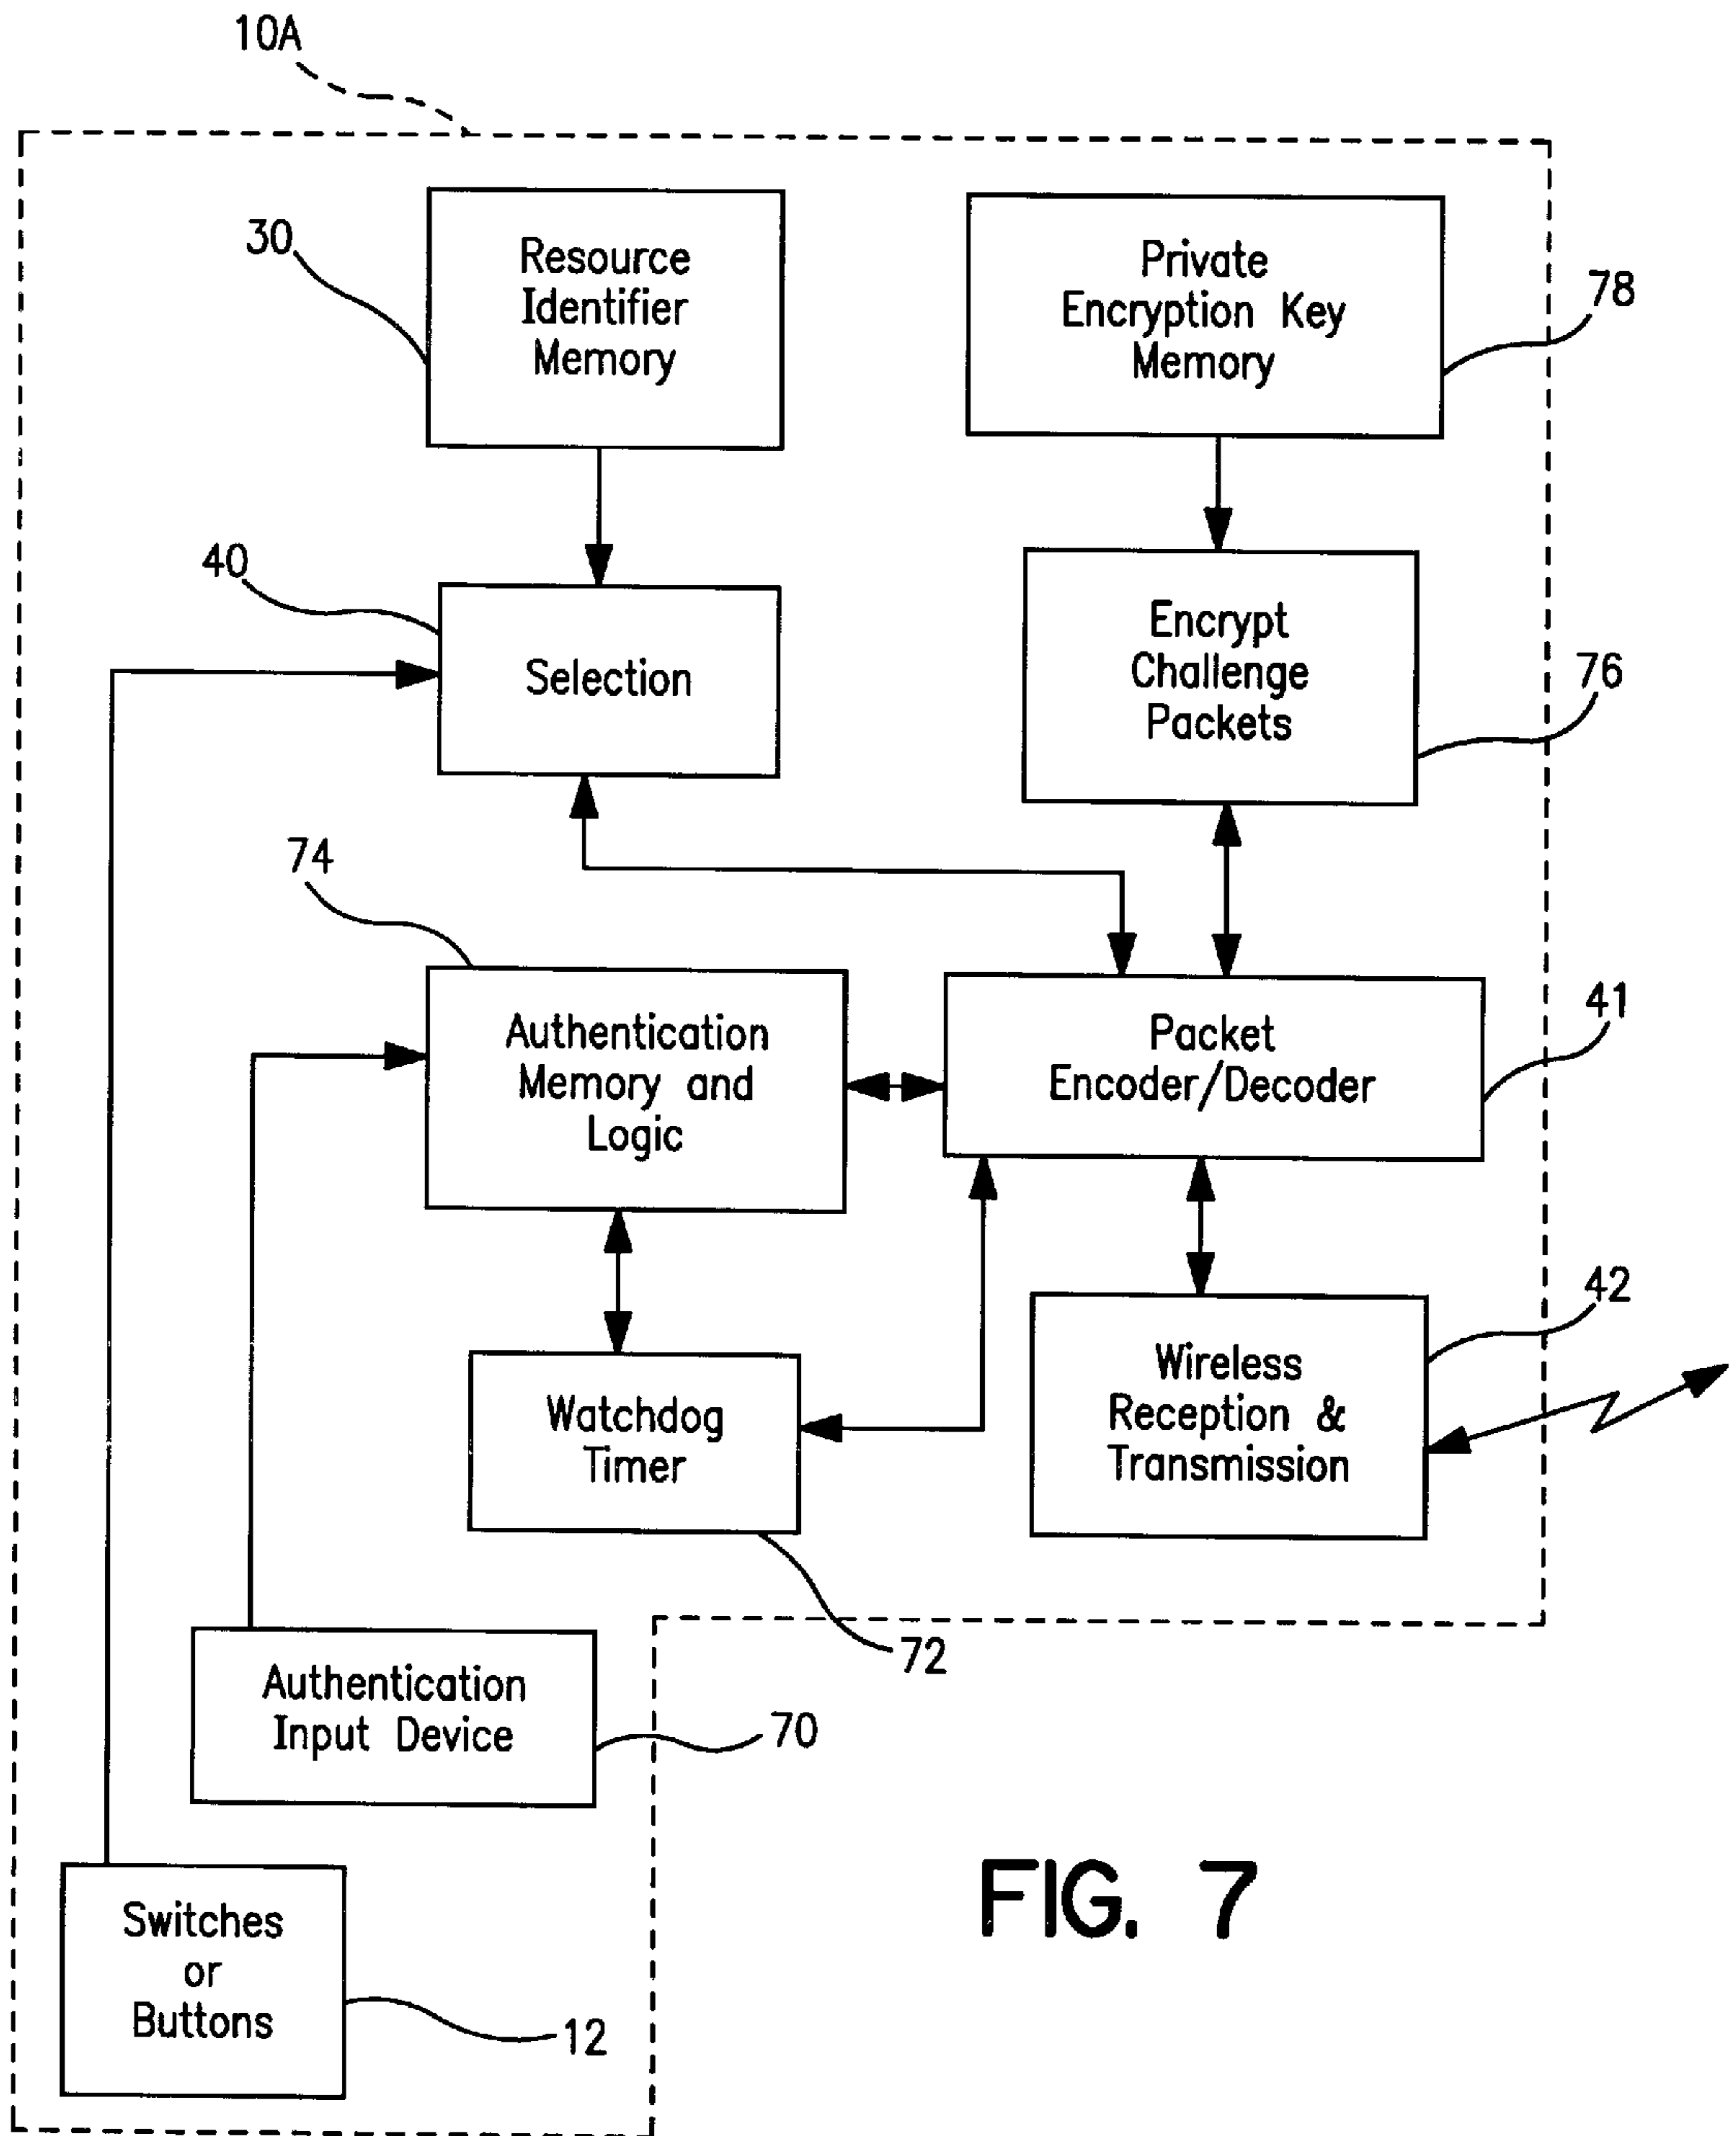 10A
30
Resource
Identifier
Memory
Private
Encryption Key
Memory
78
40
Selection
Encrypt
Challenge
Packets
76
74
Authentication
Memory and
Logic
Packet
Encoder/Decoder
41
Watchdog
Timer
Wireless
Reception &
Transmission
42
72
Authentication
Input Device
70
Switches
or
Buttons
12
FIG. 7